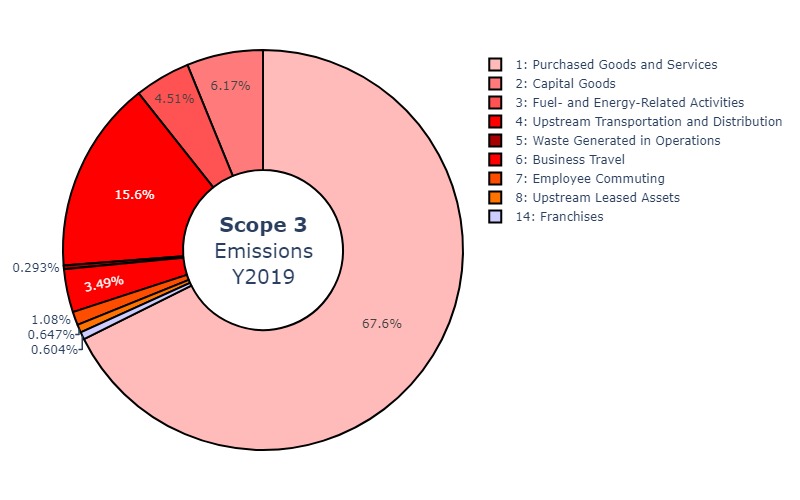 6.17%
4.51%
15.6%
0.293%
3.49%
1.08%
0.647%
0.604%
67.6%
Scope 3
Emissions
Y2019
1: Purchased Goods and Services
2: Capital Goods
3: Fuel- and Energy-Related Activities
4: Upstream Transportation and Distribution
5: Waste Generated in Operations
6: Business Travel
7: Employee Commuting
8: Upstream Leased Assets
14: Franchises